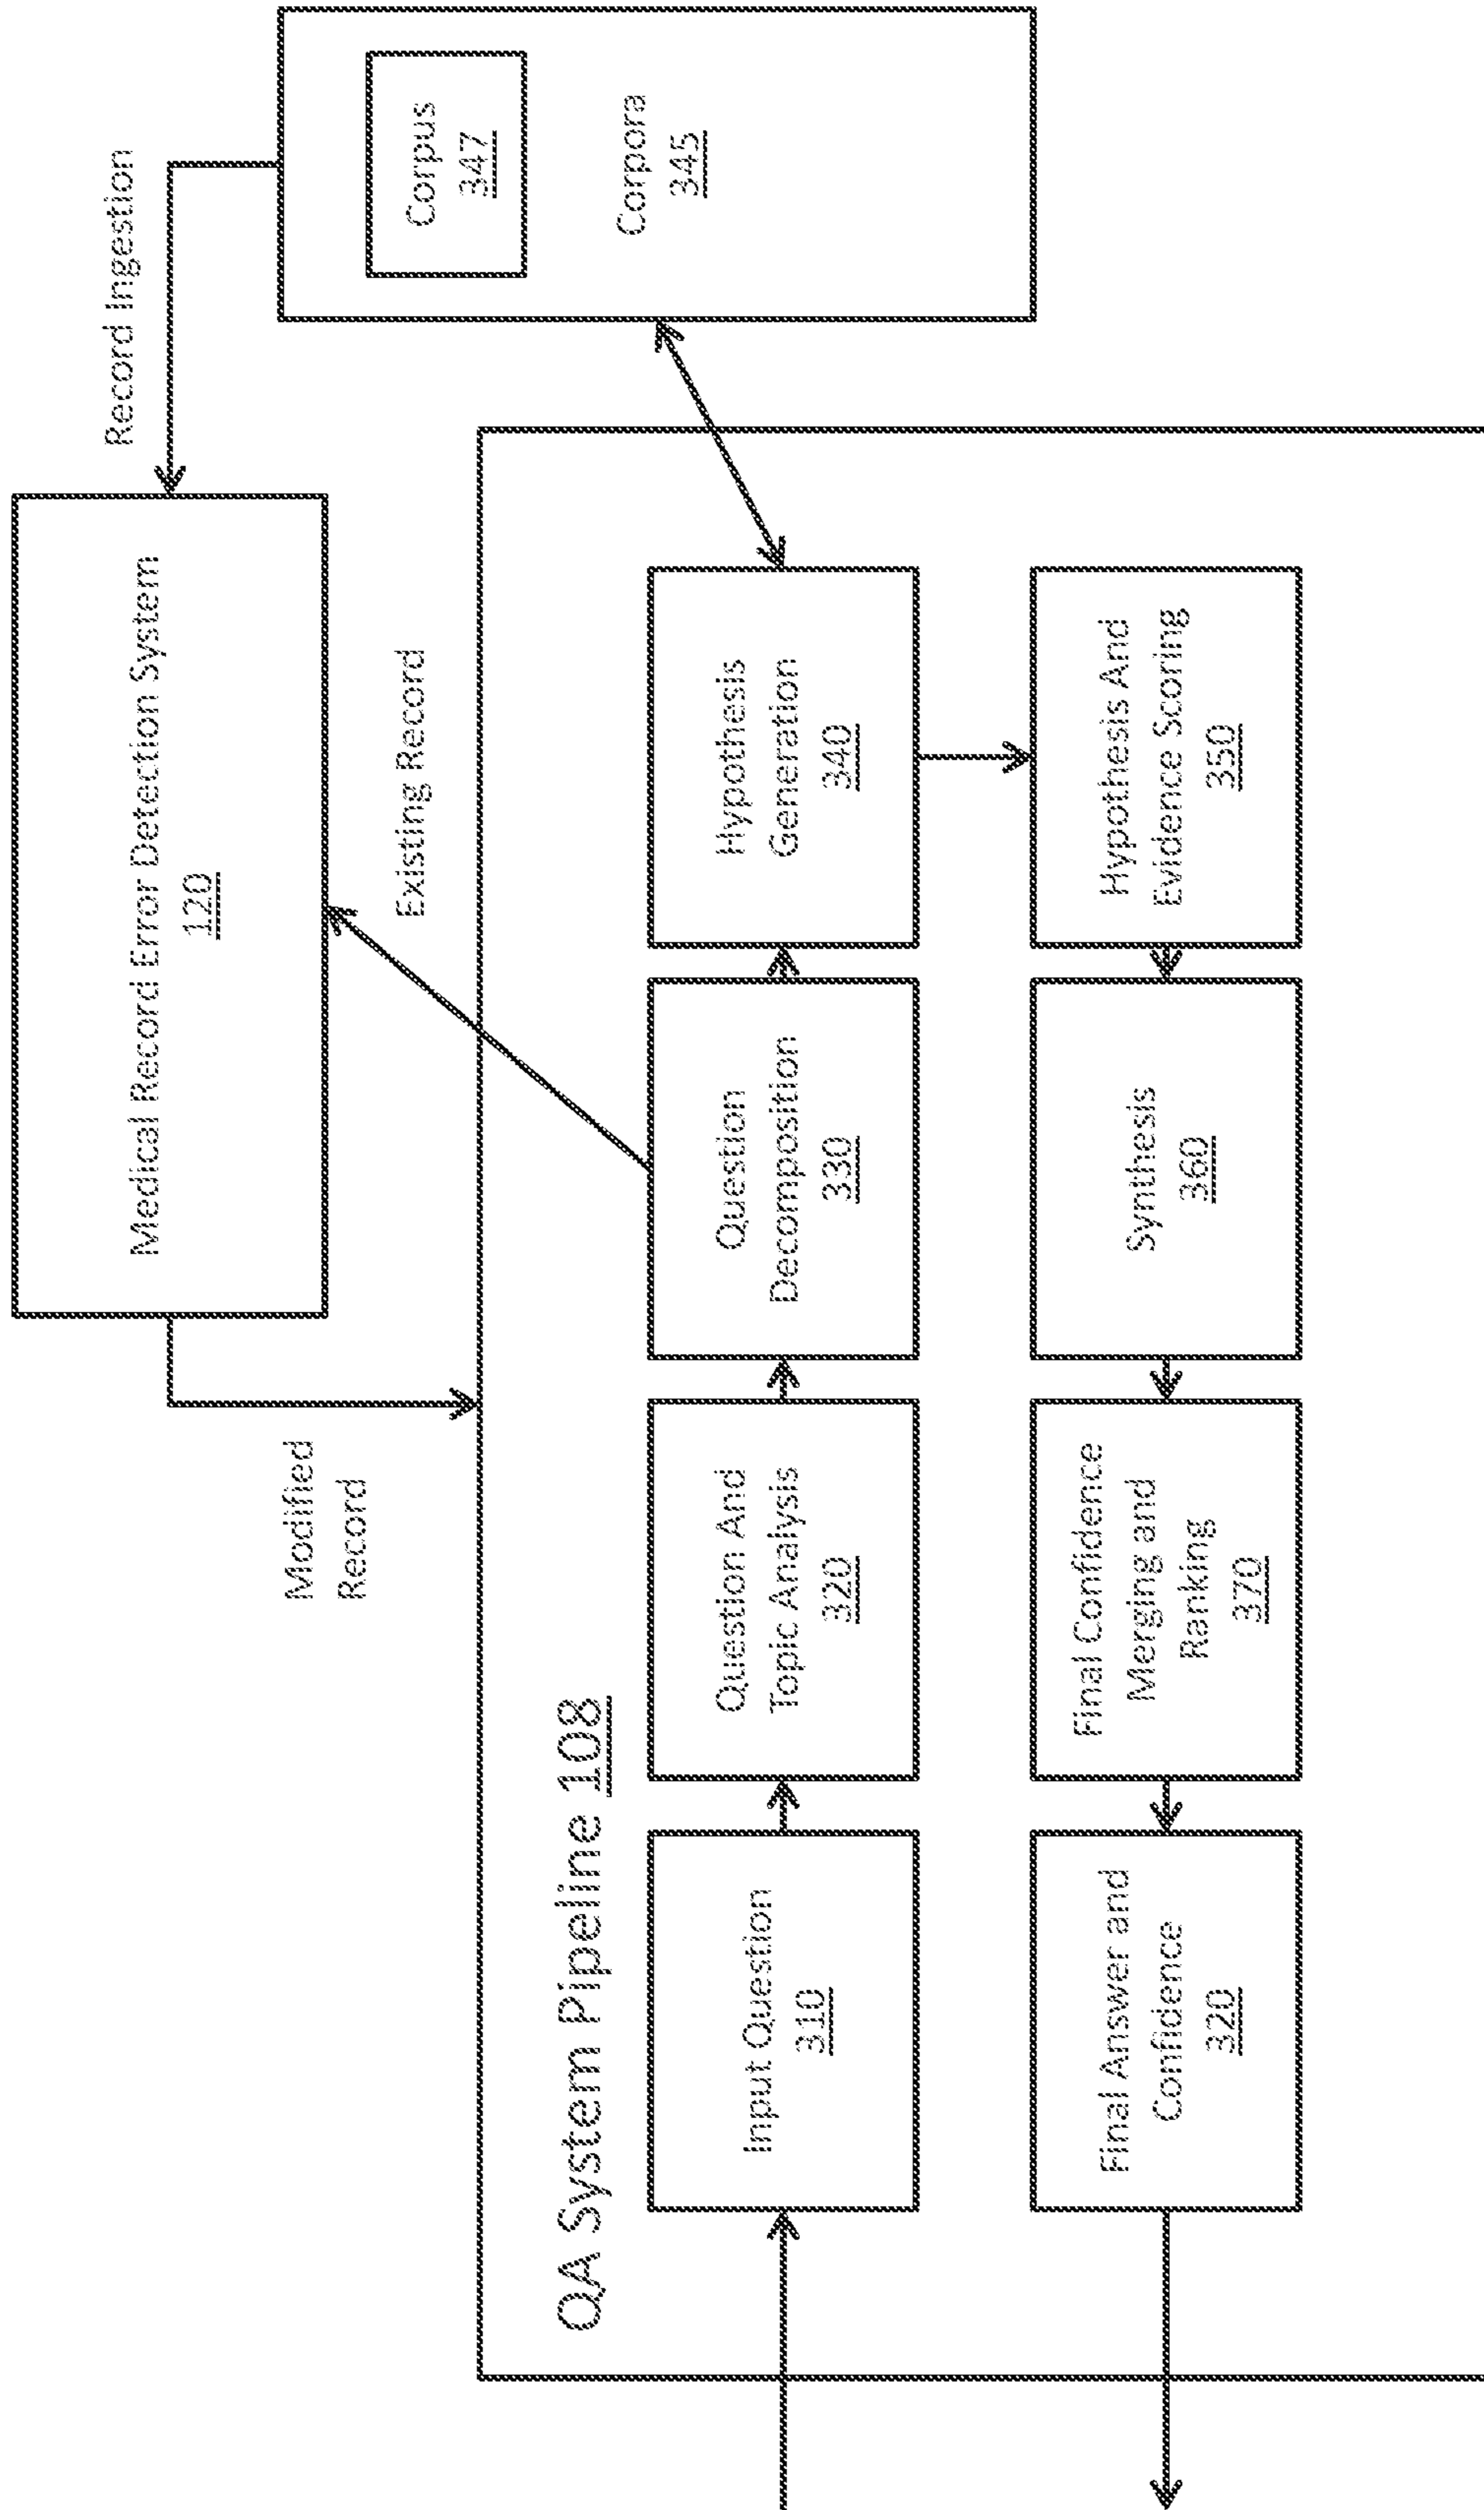 Medical Record Error Detection System
120
Record Ingestion
Modified
Record
Existing Record
Corpus
347
Corpora
345
QA System Pipeline 108
Input Question
310
Question And
Topic Analysis
320
Question
Decomposition
330
Hypothesis
Generation
340
Final Answer and
Confidence
320
Final Confidence
Merging and
Ranking
370
Synthesis
360
Hypothesis And
Evidence Scoring
350